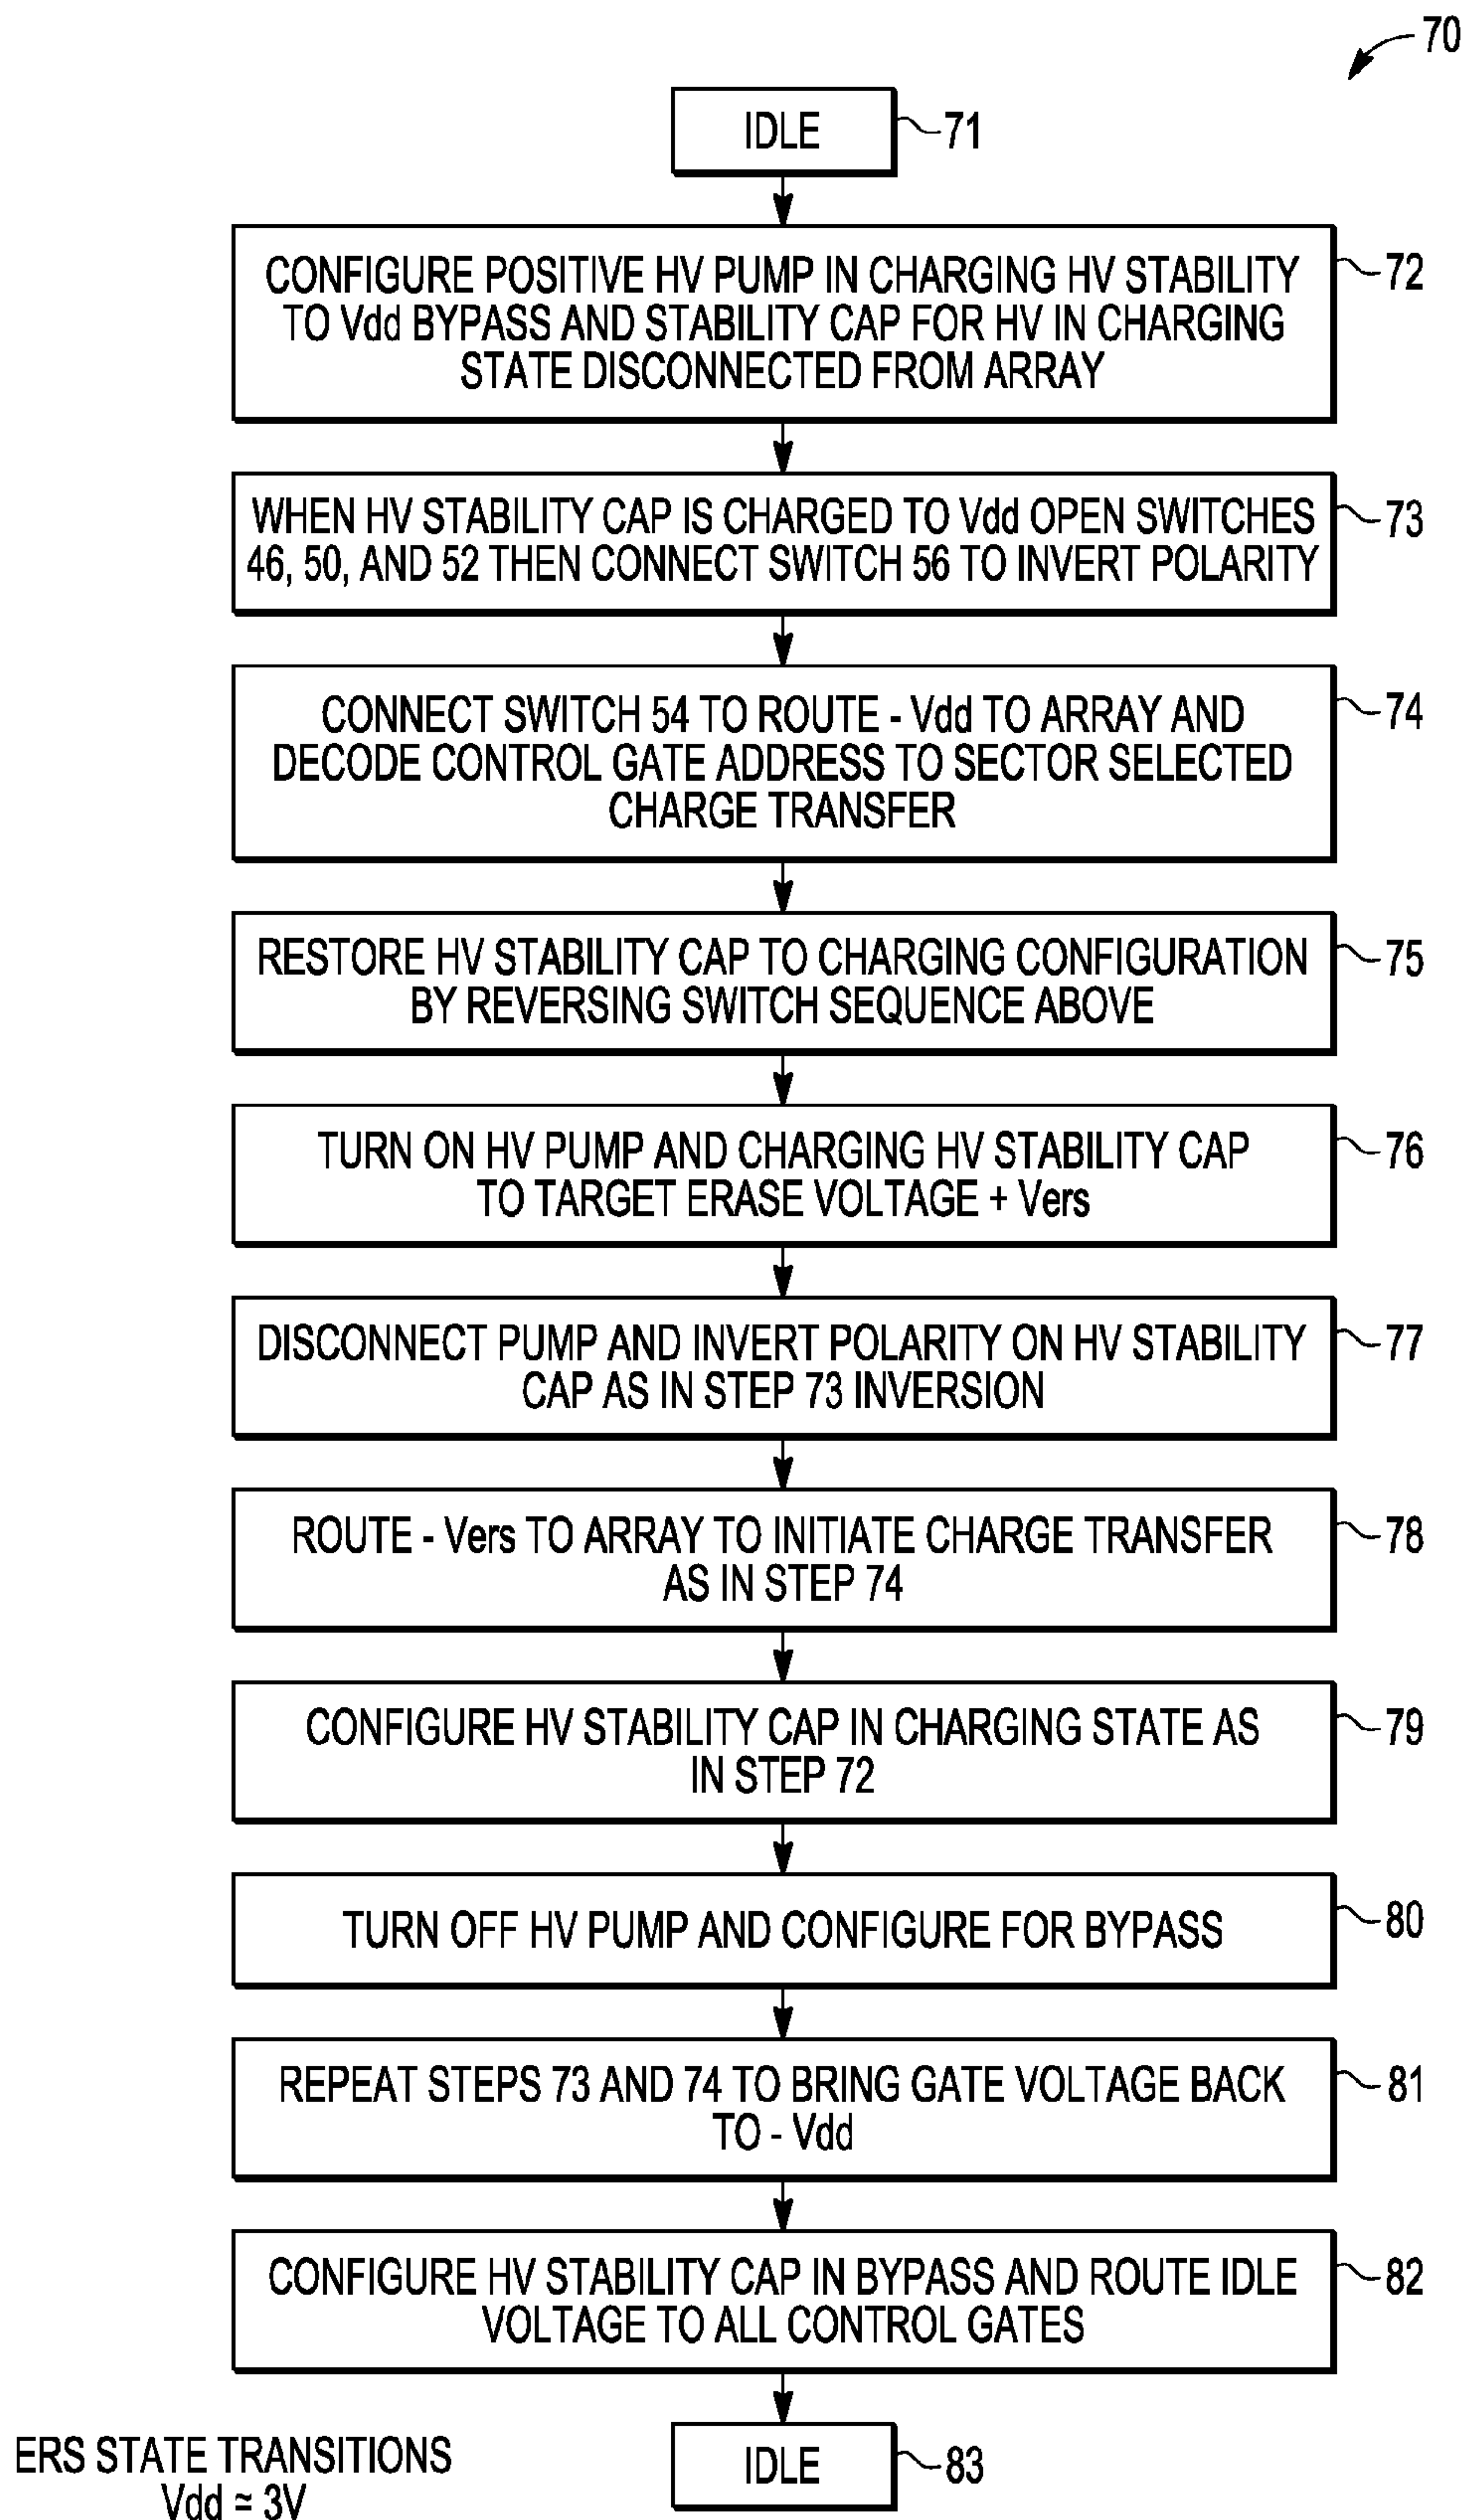 70
IDLE
71
CONFIGURE POSITIVE HV PUMP IN CHARGING HV STABILITY
TO Vdd BYPASS AND STABILITY CAP FOR HV IN CHARGING
STATE DISCONNECTED FROM ARRAY
72
WHEN HV STABILITY CAP IS CHARGED TO Vdd OPEN SWITCHES
46, 50, AND 52 THEN CONNECT SWITCH 56 TO INVERT POLARITY
73
CONNECT SWITCH 54 TO ROUTE - Vdd TO ARRAY AND
DECODE CONTROL GATE ADDRESS TO SECTOR SELECTED
CHARGE TRANSFER
74
RESTORE HV STABILITY CAP TO CHARGING CONFIGURATION
BY REVERSING SWITCH SEQUENCE ABOVE
75
TURN ON HV PUMP AND CHARGING HV STABILITY CAP
TO TARGET ERASE VOLTAGE + Vers
76
DISCONNECT PUMP AND INVERT POLARITY ON HV STABILITY
CAP AS IN STEP 73 INVERSION
77
ROUTE - Vers TO ARRAY TO INITIATE CHARGE TRANSFER
AS IN STEP 74
78
CONFIGURE HV STABILITY CAP IN CHARGING STATE AS
IN STEP 72
79
TURN OFF HV PUMP AND CONFIGURE FOR BYPASS
80
REPEAT STEPS 73 AND 74 TO BRING GATE VOLTAGE BACK
TO - Vdd
81
CONFIGURE HV STABILITY CAP IN BYPASS AND ROUTE IDLE
VOLTAGE TO ALL CONTROL GATES
82
IDLE
83
ERS STATE TRANSITIONS
Vdd ≃ 3V